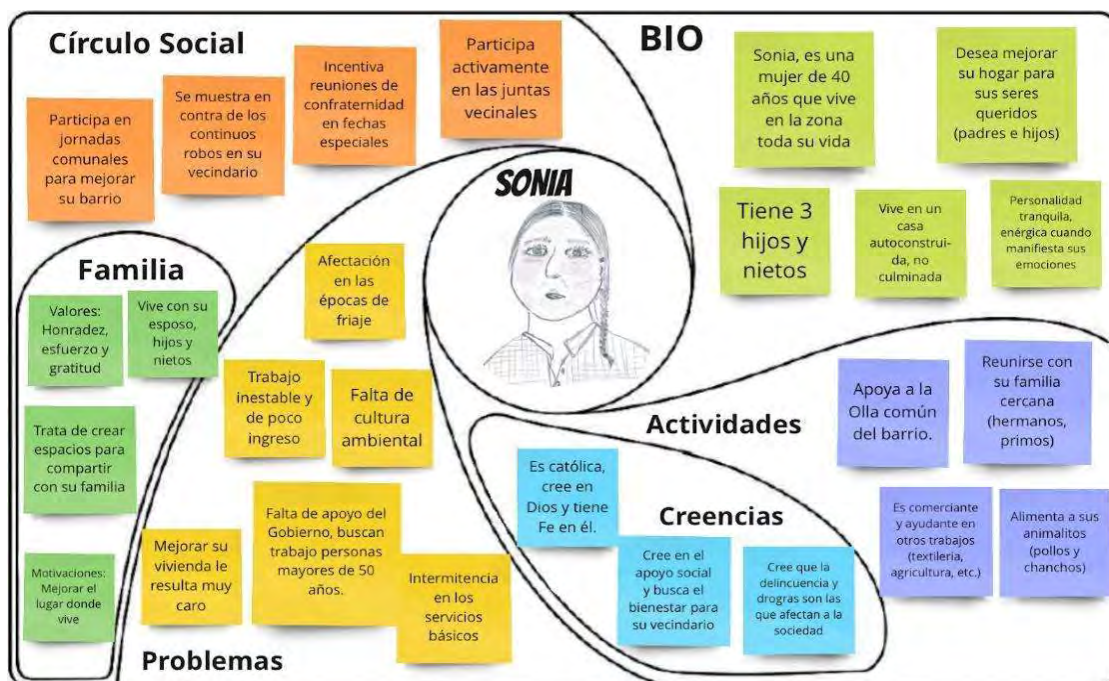 Círculo Social
Participa en
jornadas
comunales
para mejorar
su barrio
Se muestra en
contra de los
continuos
robos en su
vecindario
Incentiva
reuniones de
confraternidad
en fechas
especiales
Participa
activamente
en las juntas
vecinales
BIO
Sonia, es una
mujer de 40
años que vive
en la zona
toda su vida
Desea mejorar
su hogar para
sus seres
queridos
(padres e hijos)
Tiene 3
hijos y
nietos
Vive en un
casa
autoconstrui-
da, no
culminada
Personalidad
tranquila,
enérgica cuando
manifiesta sus
emociones
SONIA
Familia
Valores:
Honradez,
esfuerzo y
gratitud
Vive con su
esposo,
hijos y
nietos
Trata de crear
espacios para
compartir
con su familia
Motivaciones:
Mejorar el
lugar donde
vive
Afectación
en las
épocas de
friaje
Trabajo
inestable y
de poco
ingreso
Falta de
cultura
ambiental
Mejorar su
vivienda le
resulta muy
caro
Falta de apoyo del
Gobierno, buscan
trabajo personas
mayores de 50
años.
Intermitencia
en los
servicios
básicos
Problemas
Actividades
Apoya a la
Olla común
del barrio.
Reunirse con
su familia
cercana
(hermanos,
primos)
Es comerciante
y ayudante en
otros trabajos
(textilería,
agricultura, etc.)
Alimenta a sus
animalitos
(pollos y
chanchos)
Creencias
Es católica,
cree en
Dios y tiene
Fe en él.
Cree en el
apoyo social
y busca el
bienestar para
su vecindario
Cree que la
delincuencia y
drogras son las
que afectan a la
sociedad